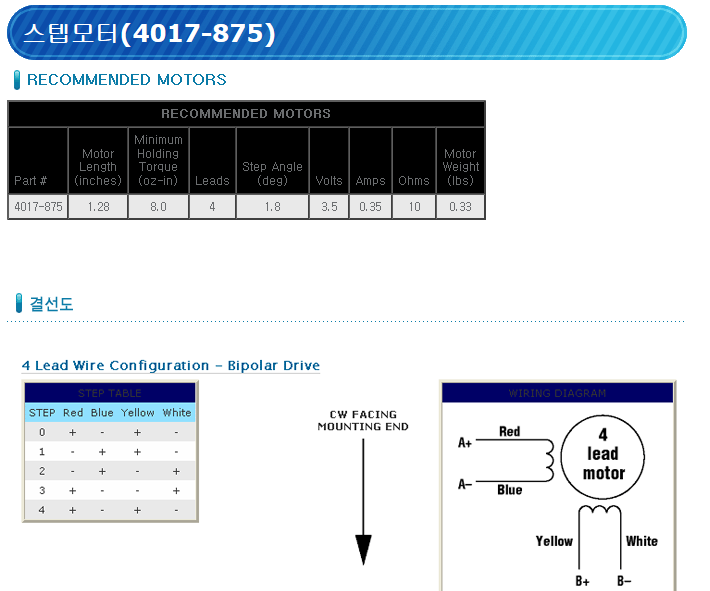 스텝모터(4017-875)
RECOMMENDED MOTORS
RECOMMENDED MOTORS
Part # Motor Length (inches) Minimum Holding Torque (oz-in) Leads Step Angle (deg) Volts Amps Ohms Motor Weight (lbs)
4017-875 1.28 8.0 4 1.8 3.5 0.35 10 0.33
결선도
4 Lead Wire Configuration - Bipolar Drive
STEP TABLE
STEP Red Blue Yellow White
0 + - + -
1 - + + -
2 - + - +
3 + - - +
4 + - + -
CW FACING
MOUNTING END
WIRING DIAGRAM
A+ Red
A- Blue
4
lead
motor
Yellow White
B+ B-